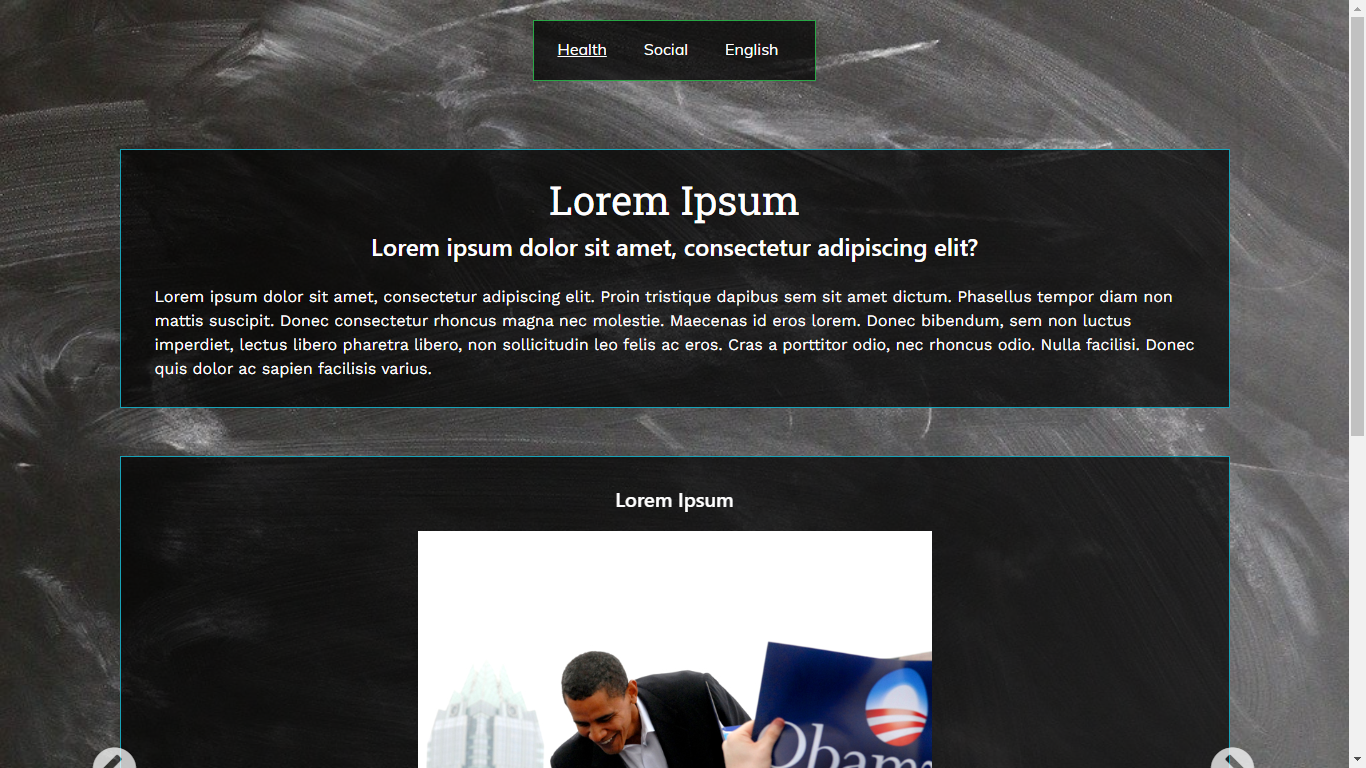 Health Social English
Lorem Ipsum
Lorem ipsum dolor sit amet, consectetur adipiscing elit?
Lorem ipsum dolor sit amet, consectetur adipiscing elit. Proin tristique dapibus sem sit amet dictum. Phasellus tempor diam non
mattis suscipit. Donec consectetur rhoncus magna nec molestie. Maecenas id eros lorem. Donec bibendum, sem non luctus
imperdiet, lectus libero pharetra libero, non sollicitudin leo felis ac eros. Cras a porttitor odio, nec rhoncus odio. Nulla facilisi. Donec
quis dolor ac sapien facilisis varius.
Lorem Ipsum
Obama